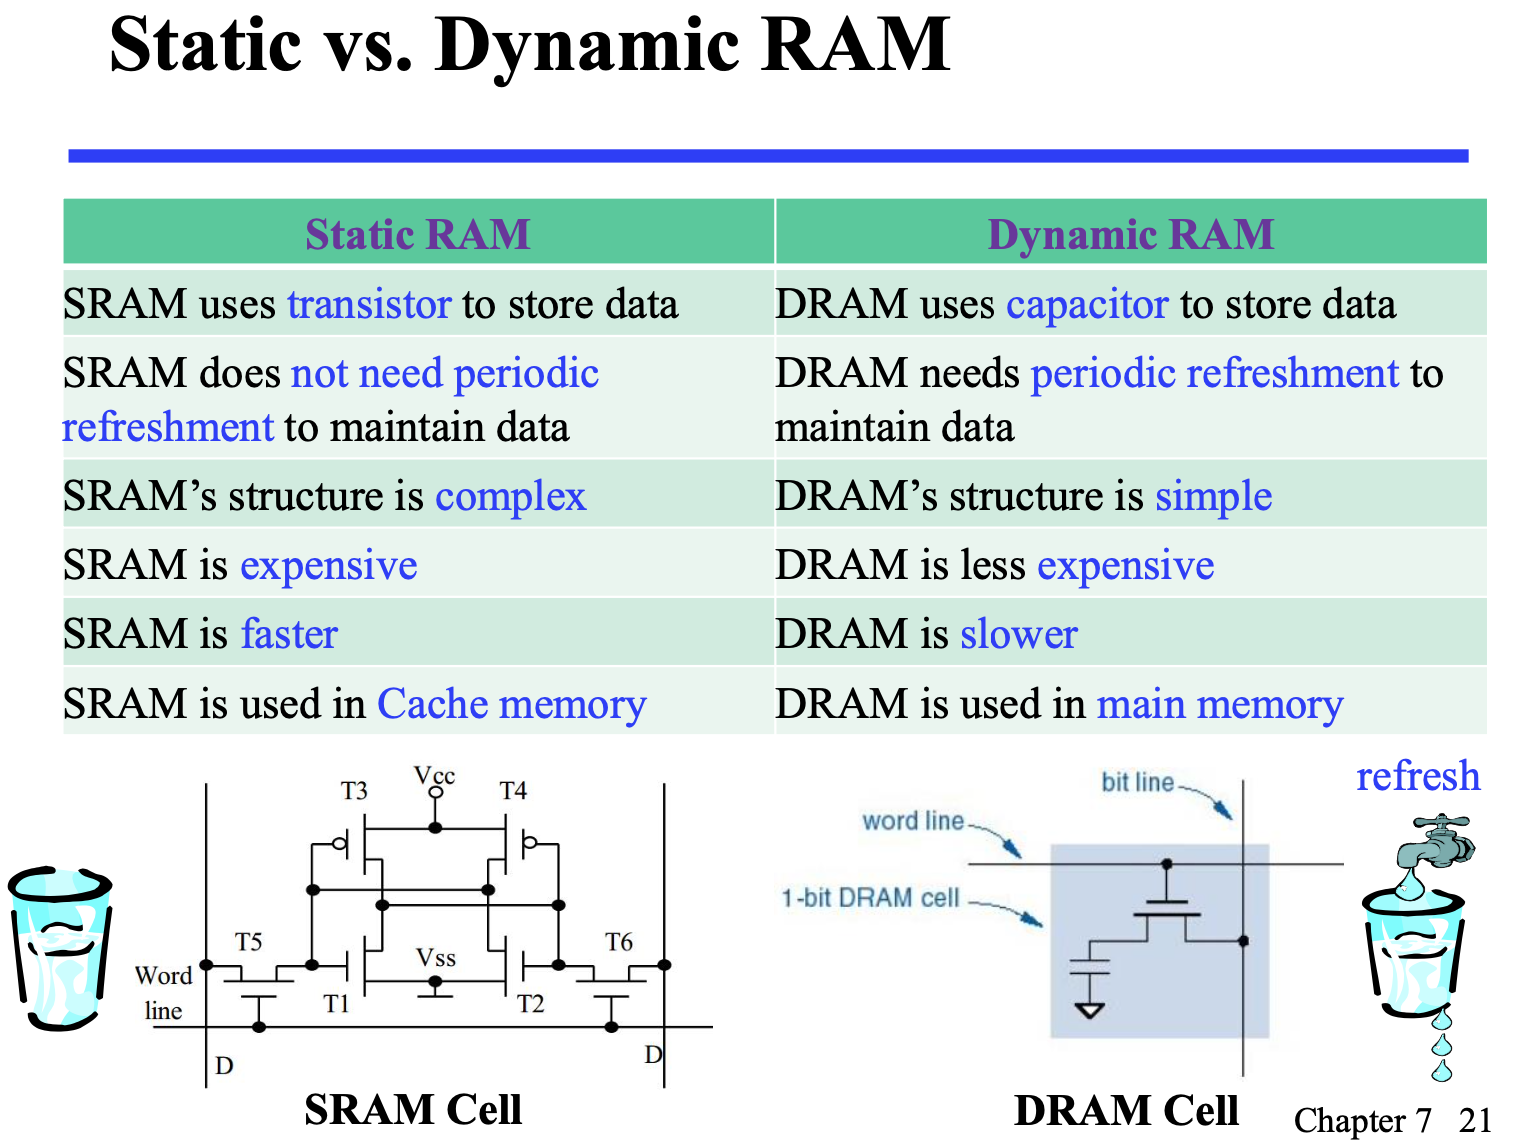 Static vs. Dynamic RAM
Static RAM
Dynamic RAM
SRAM uses transistor to store data
DRAM uses capacitor to store data
SRAM does not need periodic
refreshment to maintain data
DRAM needs periodic refreshment to
maintain data
SRAM’s structure is complex
DRAM’s structure is simple
SRAM is expensive
DRAM is less expensive
SRAM is faster
DRAM is slower
SRAM is used in Cache memory
DRAM is used in main memory
T3
Vcc
T4
T5
Vss
T6
Word
line
T1
T2
D
D
SRAM Cell
bit line
word line
1-bit DRAM cell
refresh
DRAM Cell
Chapter 7 21